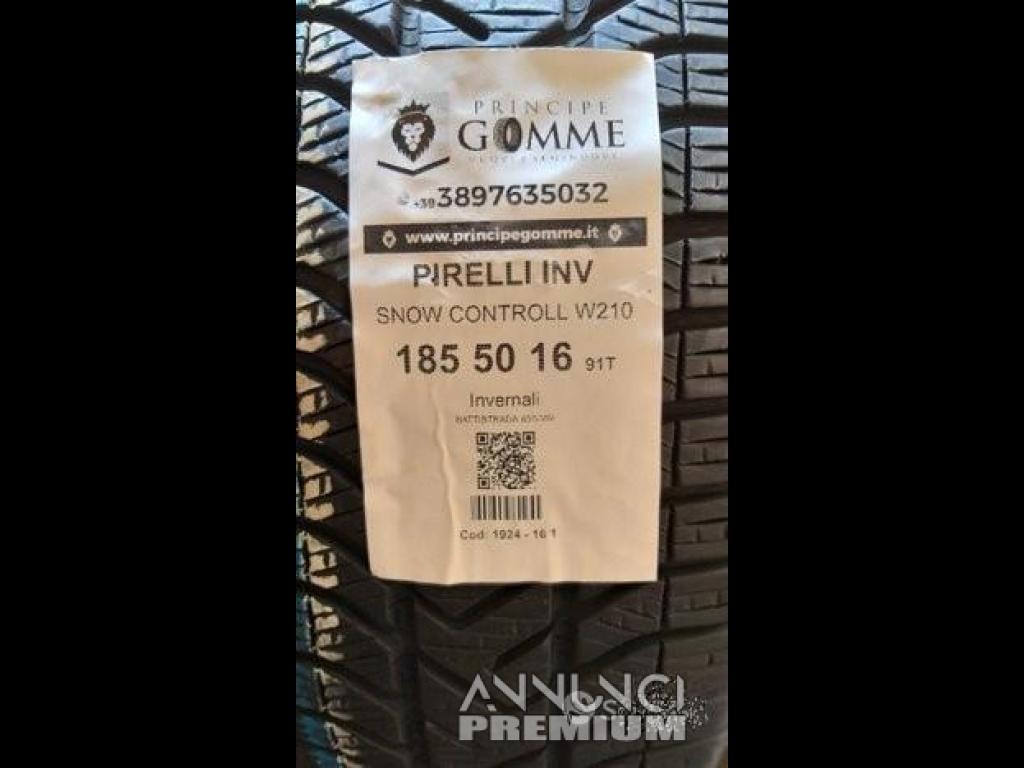 PRINCIPE
GOMME
+39 3897635032
www.principegomme.it
PIRELLI INV
SNOW CONTROLL W210
185 50 16 91T
Invernali
BATTISTRADA
Cod: 1924 - 16 1
ANNUNCI
PREMIUM